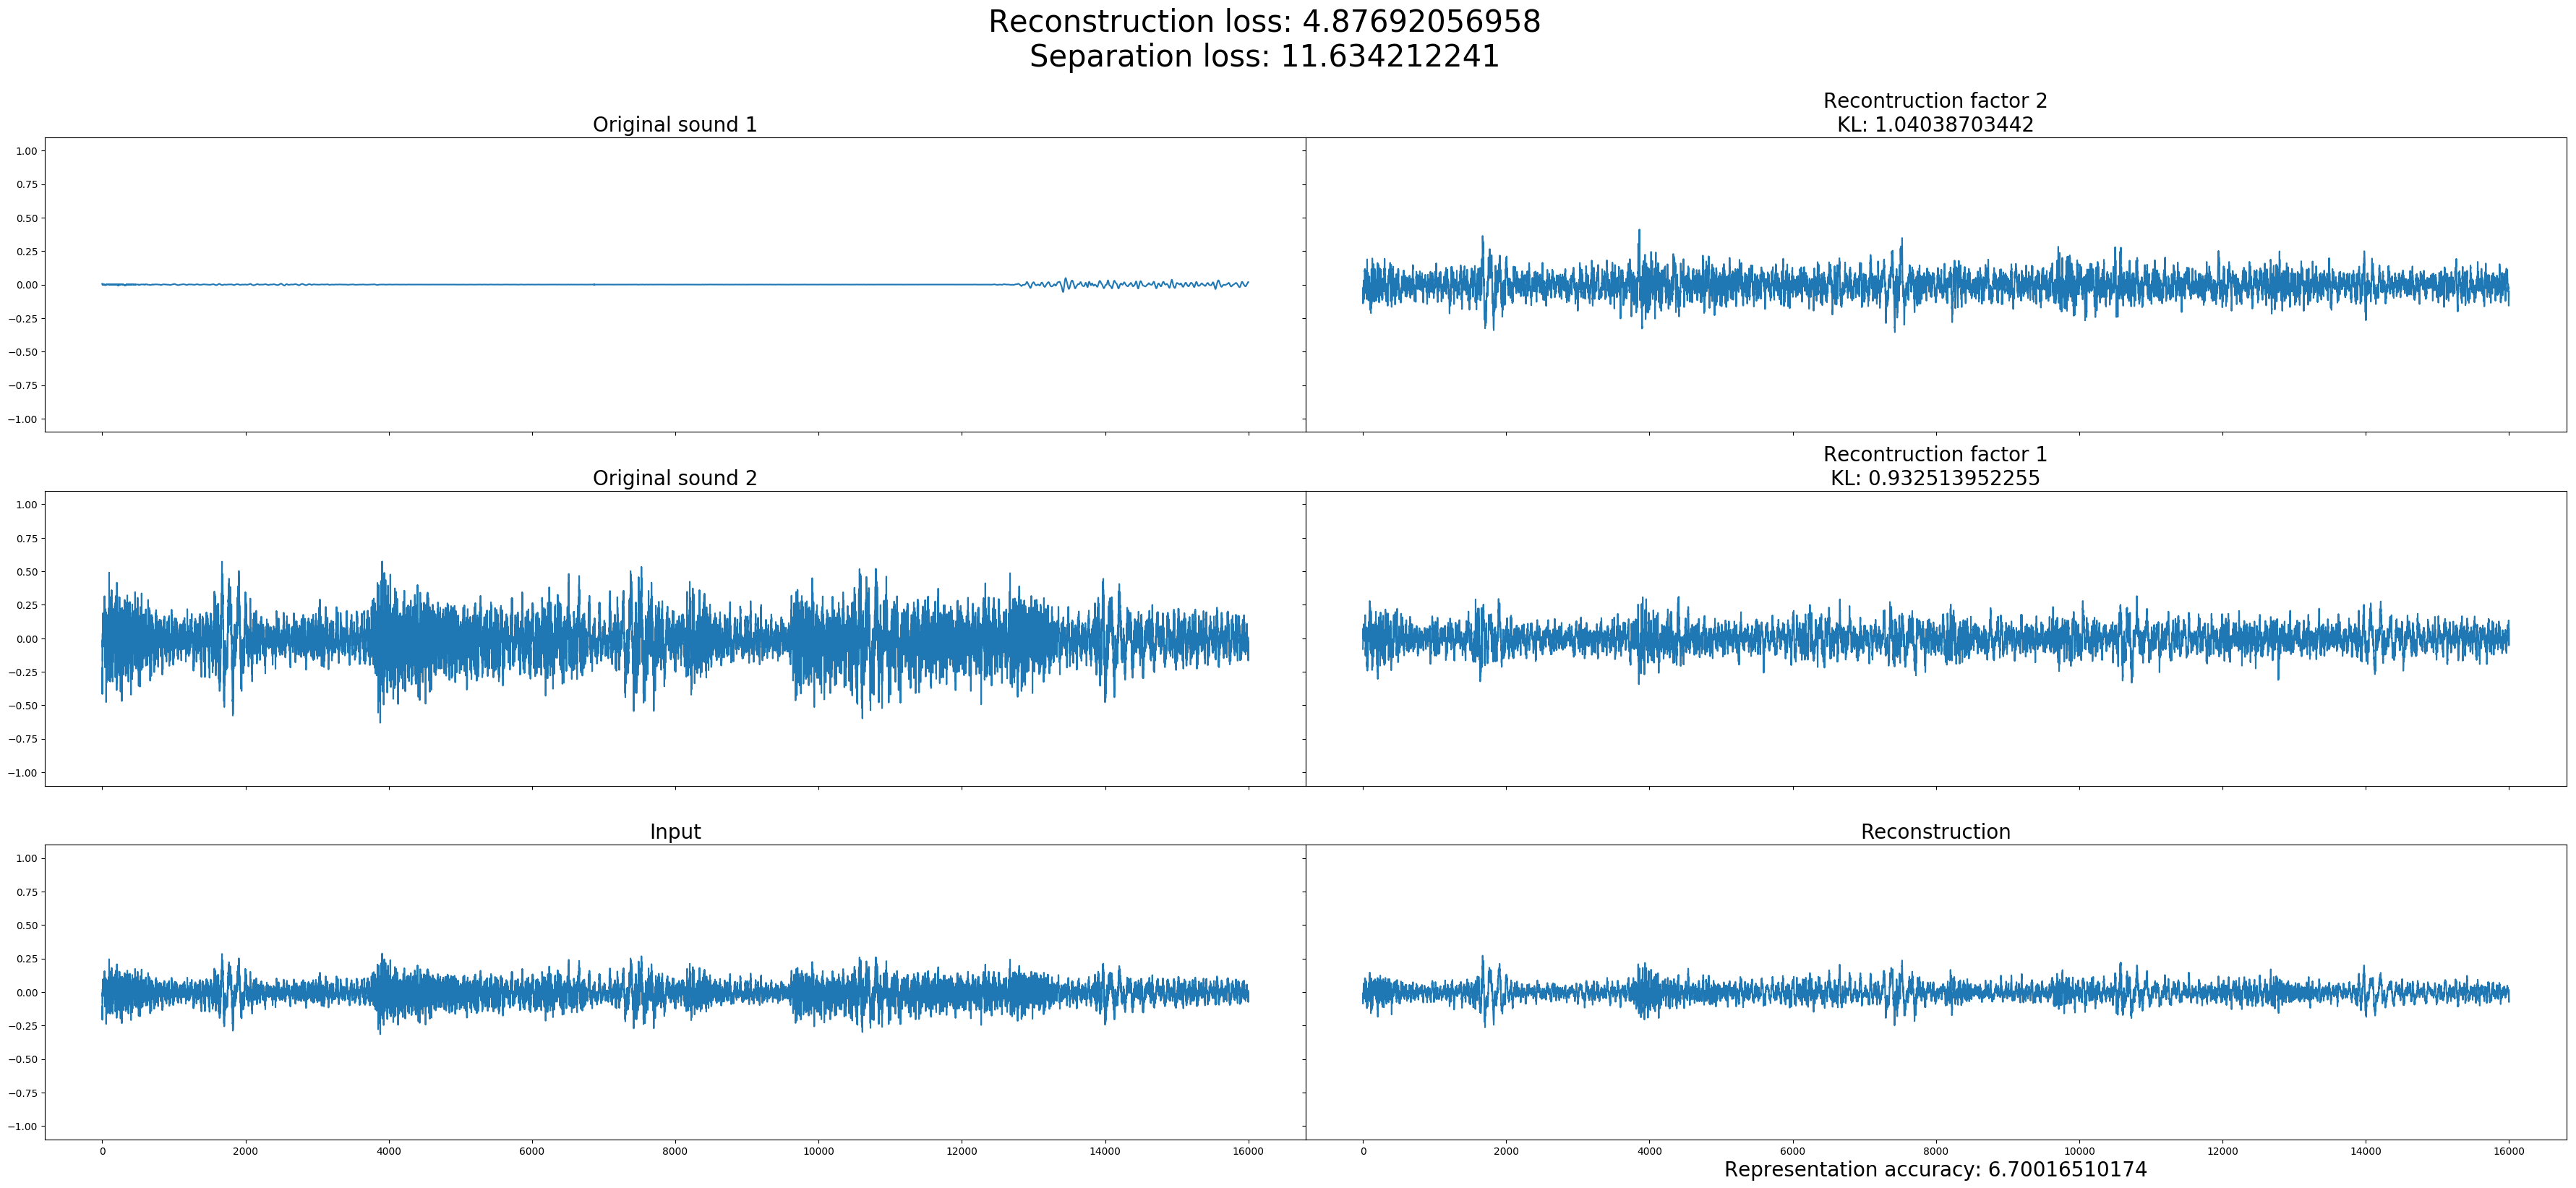 Reconstruction loss: 4.87692056958
Separation loss: 11.634212241
Original sound 1
Recontruction factor 2
KL: 1.04038703442
1.00
0.75
0.50
0.25
0.00
−0.25
−0.50
−0.75
−1.00
Original sound 2
Recontruction factor 1
KL: 0.932513952255
1.00
0.75
0.50
0.25
0.00
−0.25
−0.50
−0.75
−1.00
Input
Reconstruction
1.00
0.75
0.50
0.25
0.00
−0.25
−0.50
−0.75
−1.00
0 2000 4000 6000 8000 10000 12000 14000 16000
0 2000 4000 6000 8000 10000 12000 14000 16000
Representation accuracy: 6.70016510174